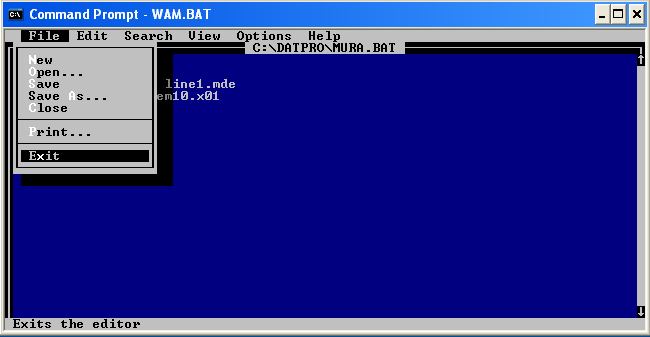 Command Prompt - WAM.BAT
File Edit Search View Options Help
C:\DATPRO\MURA.BAT
New
Open...
Save line1.mde
Save As... em10.x01
Close
Print...
Exit
Exits the editor